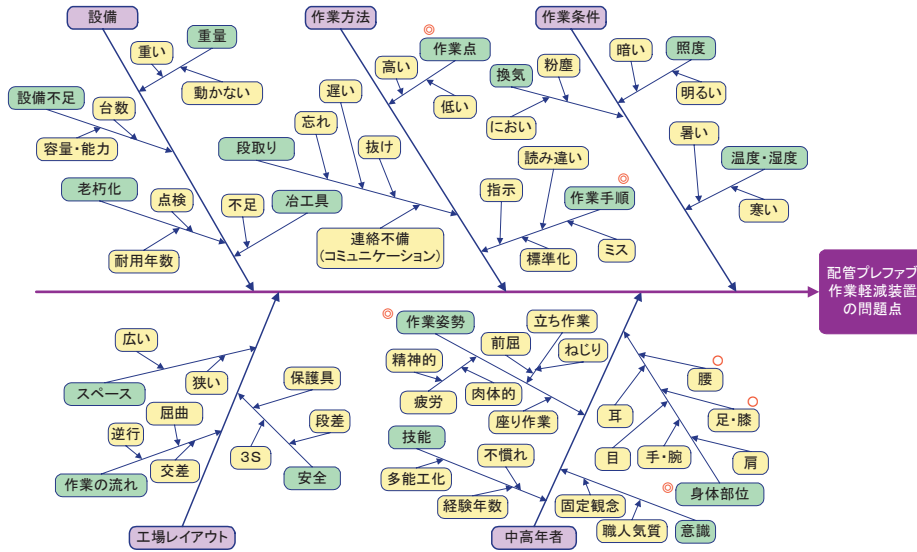 設備
作業方法
作業条件
重い
重量
動かない
設備不足
台数
容量・能力
老朽化
点検
耐用年数
不足
冶工具
◎
高い
作業点
低い
遅い
忘れ
段取り
抜け
連絡不備
(コミュニケーション)
指示
読み違い
◎
作業手順
標準化
ミス
換気
粉塵
におい
暗い
照度
明るい
暑い
温度・湿度
寒い
配管プレファブ
作業軽減装置
の問題点
広い
スペース
狭い
屈曲
逆行
作業の流れ
交差
保護具
段差
3S
安全
工場レイアウト
◎
作業姿勢
前屈
立ち作業
ねじり
精神的
疲労
肉体的
座り作業
技能
不慣れ
多能工化
経験年数
固定観念
職人気質
◎
意識
○
腰
○
足・膝
耳
目
手・腕
肩
身体部位
中高年者